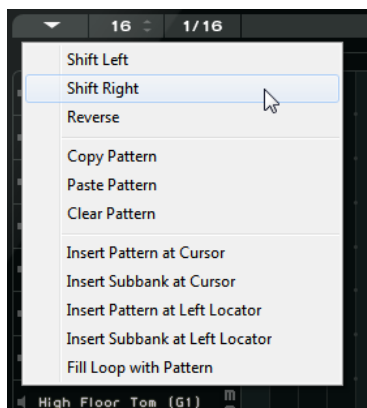 16 1/16
Shift Left
Shift Right
Reverse
Copy Pattern
Paste Pattern
Clear Pattern
Insert Pattern at Cursor
Insert Subbank at Cursor
Insert Pattern at Left Locator
Insert Subbank at Left Locator
Fill Loop with Pattern
High Floor Tom (G1) m